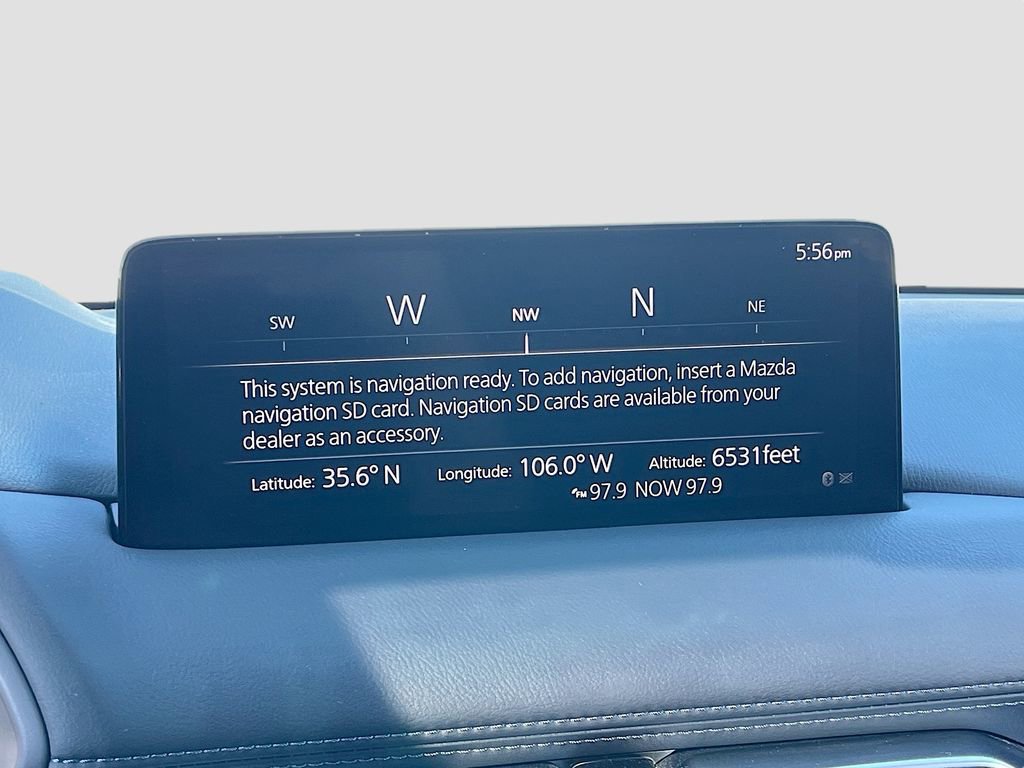 5:56pm
SW W NW N NE
This system is navigation ready. To add navigation, insert a Mazda
navigation SD card. Navigation SD cards are available from your
dealer as an accessory.
Latitude: 35.6° N Longitude: 106.0° W Altitude: 6531feet
FM 97.9 NOW 97.9